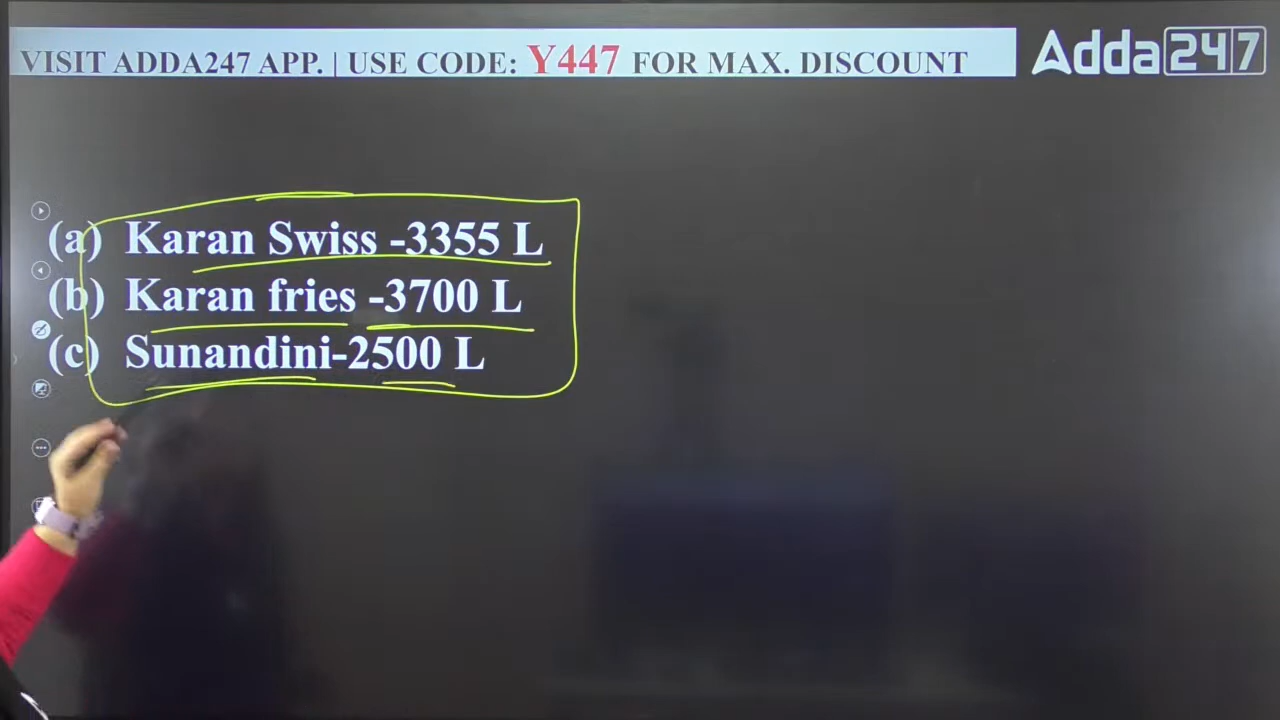 VISIT ADDA247 APP. | USE CODE: Y447 FOR MAX. DISCOUNT
Adda247
(a) Karan Swiss -3355 L
(b) Karan fries -3700 L
(c) Sunandini-2500 L